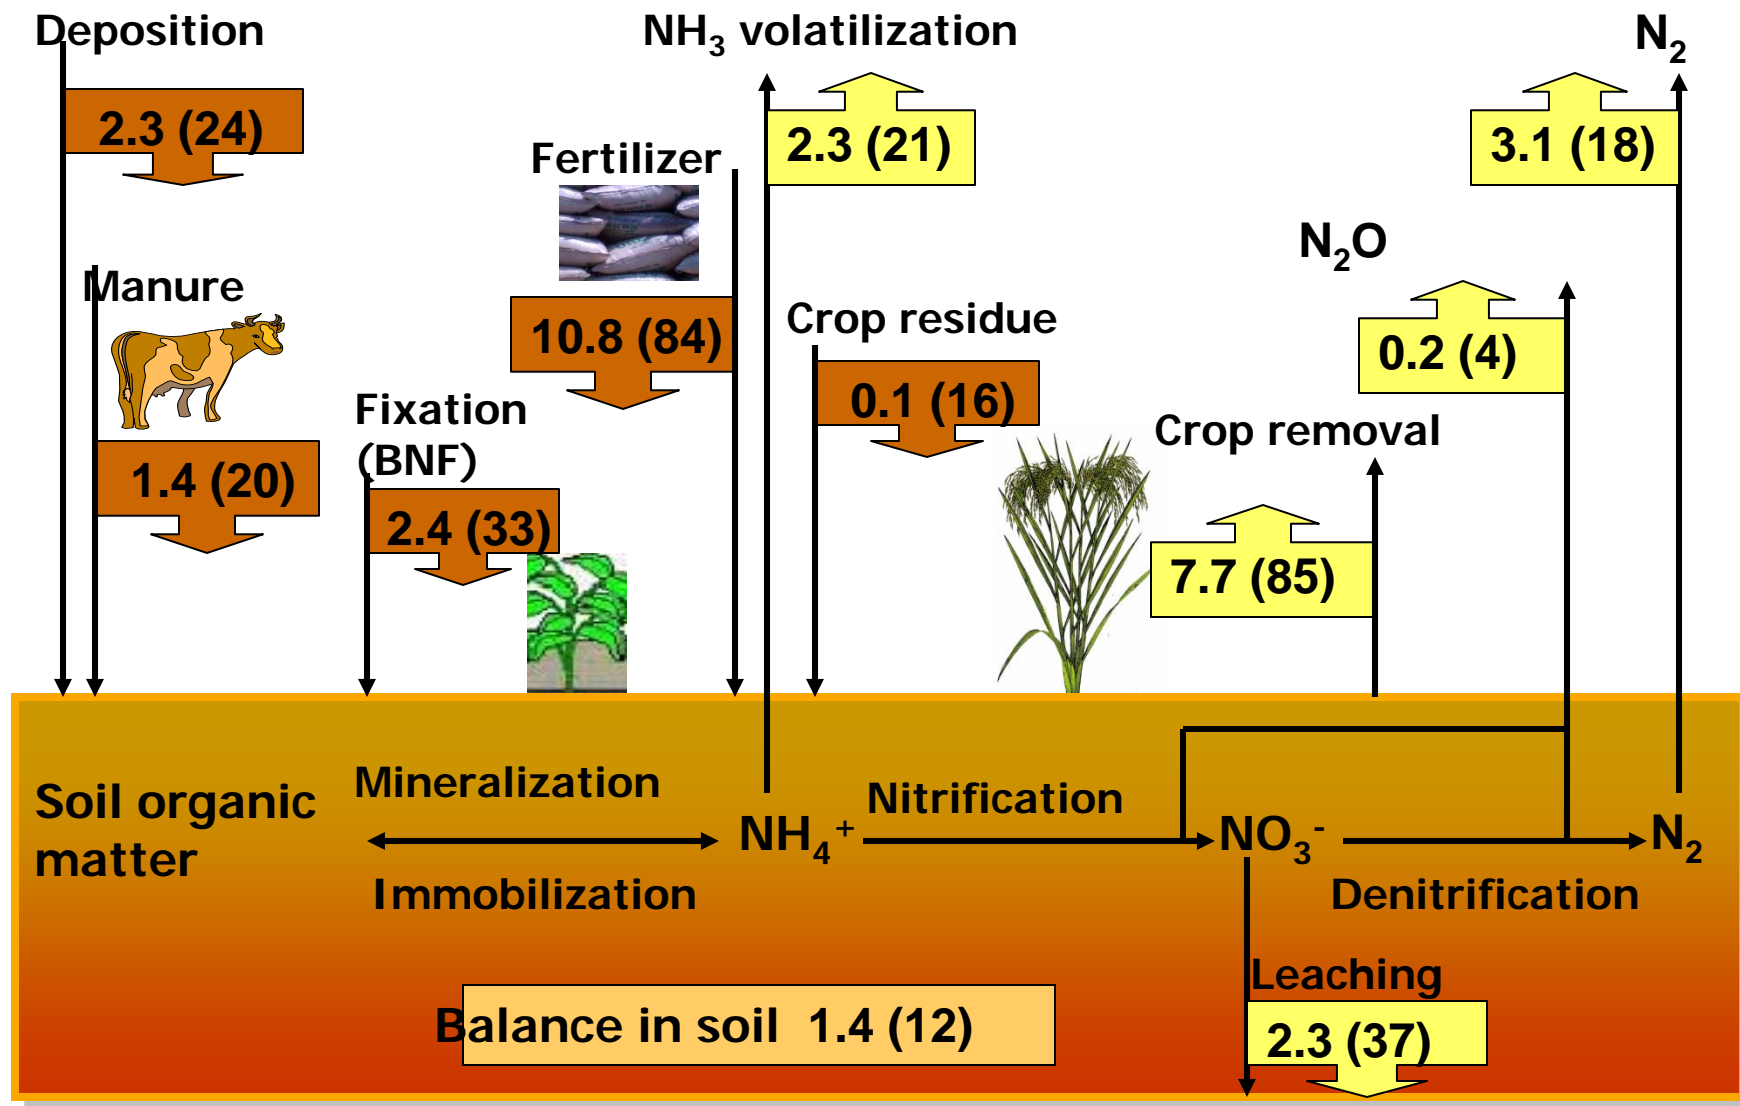 Deposition
2.3 (24)
Manure
1.4 (20)
Fixation
(BNF)
2.4 (33)
Fertilizer
10.8 (84)
NH₃ volatilization
2.3 (21)
Crop residue
0.1 (16)
Crop removal
7.7 (85)
N₂O
0.2 (4)
N₂
3.1 (18)
Soil organic
matter
Mineralization
Immobilization
NH₄⁺
Nitrification
NO₃⁻
Denitrification
N₂
Leaching
2.3 (37)
Balance in soil 1.4 (12)